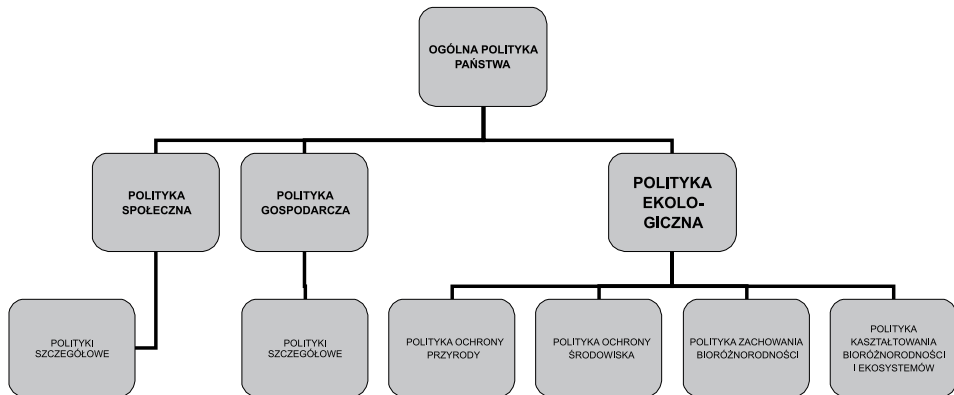 OGÓLNA POLITYKA
PAŃSTWA
POLITYKA
SPOŁECZNA
POLITYKA
GOSPODARCZA
POLITYKA
EKOLO-
GICZNA
POLITYKI
SZCZEGÓŁOWE
POLITYKI
SZCZEGÓŁOWE
POLITYKA OCHRONY
PRZYRODY
POLITYKA OCHRONY
ŚRODOWISKA
POLITYKA ZACHOWANIA
BIORÓŻNORODNOŚCI
POLITYKA
KASZTAŁTOWANIA
BIORÓŻNORODNOŚCI
I EKOSYSTEMÓW